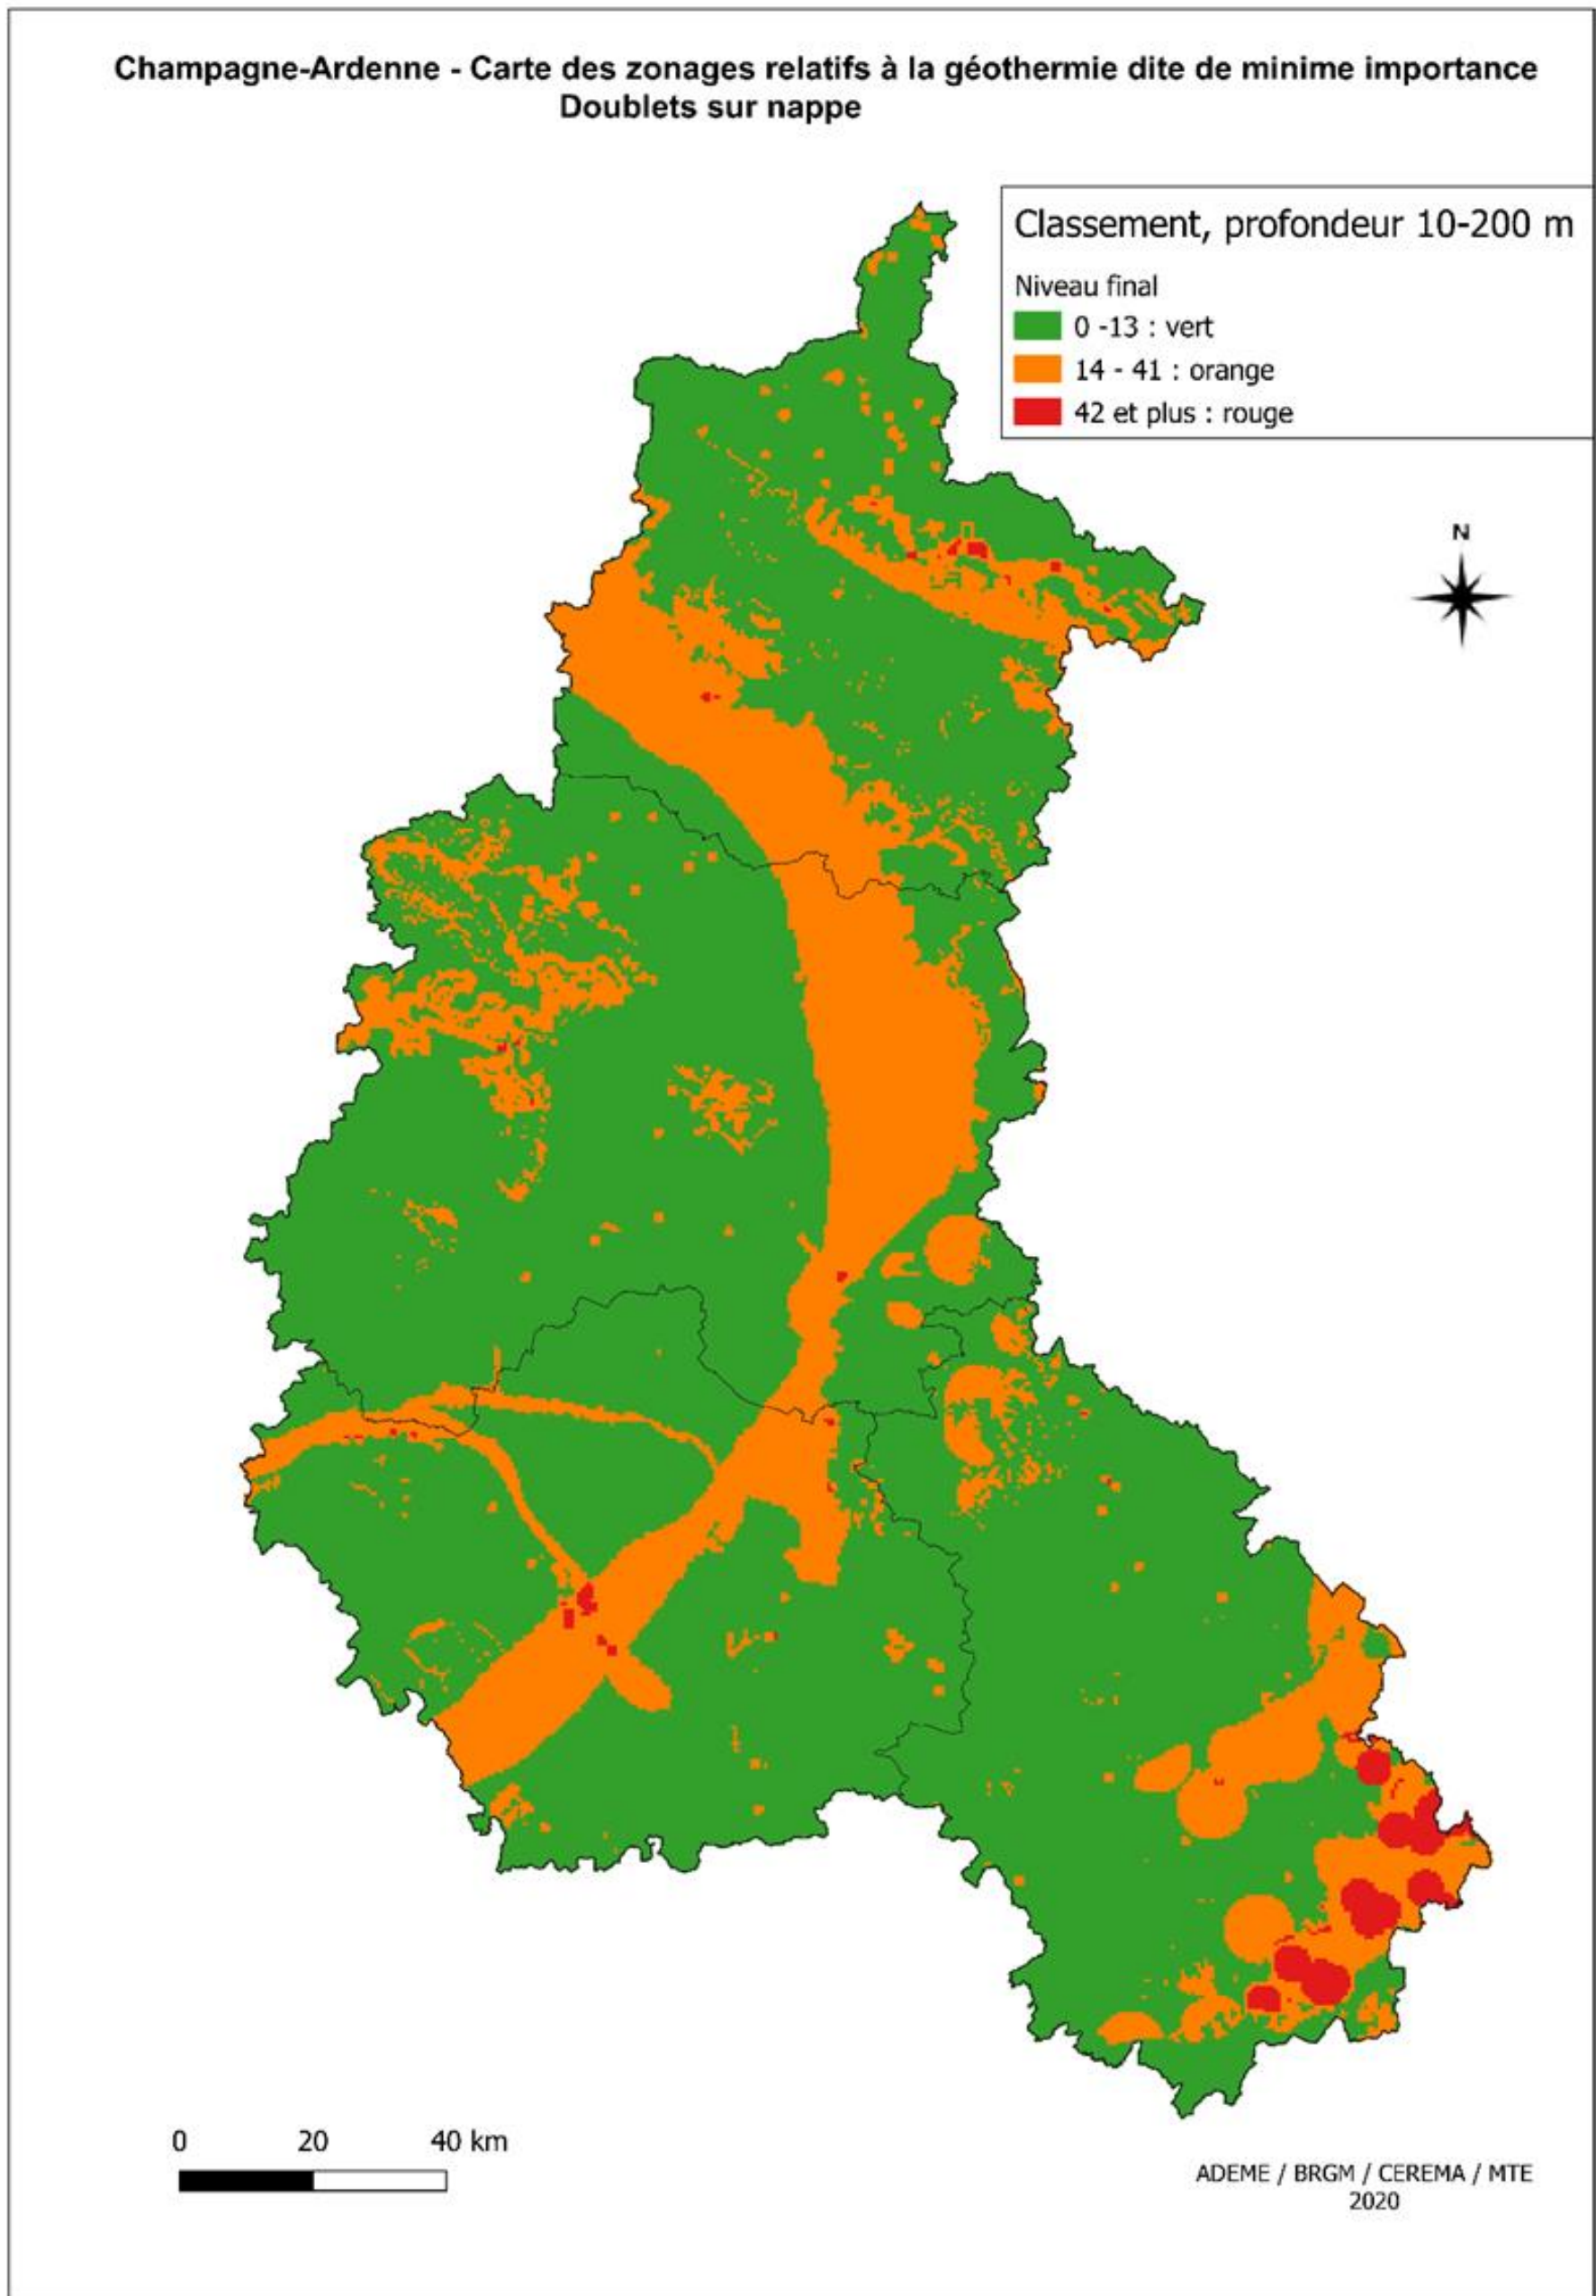 Champagne-Ardenne - Carte des zonages relatifs à la géothermie dite de minime importance
Doublets sur nappe
Classement, profondeur 10-200 m
Niveau final
0 -13 : vert
14 - 41 : orange
42 et plus : rouge
N
0 20 40 km
ADEME / BRGM / CEREMA / MTE
2020